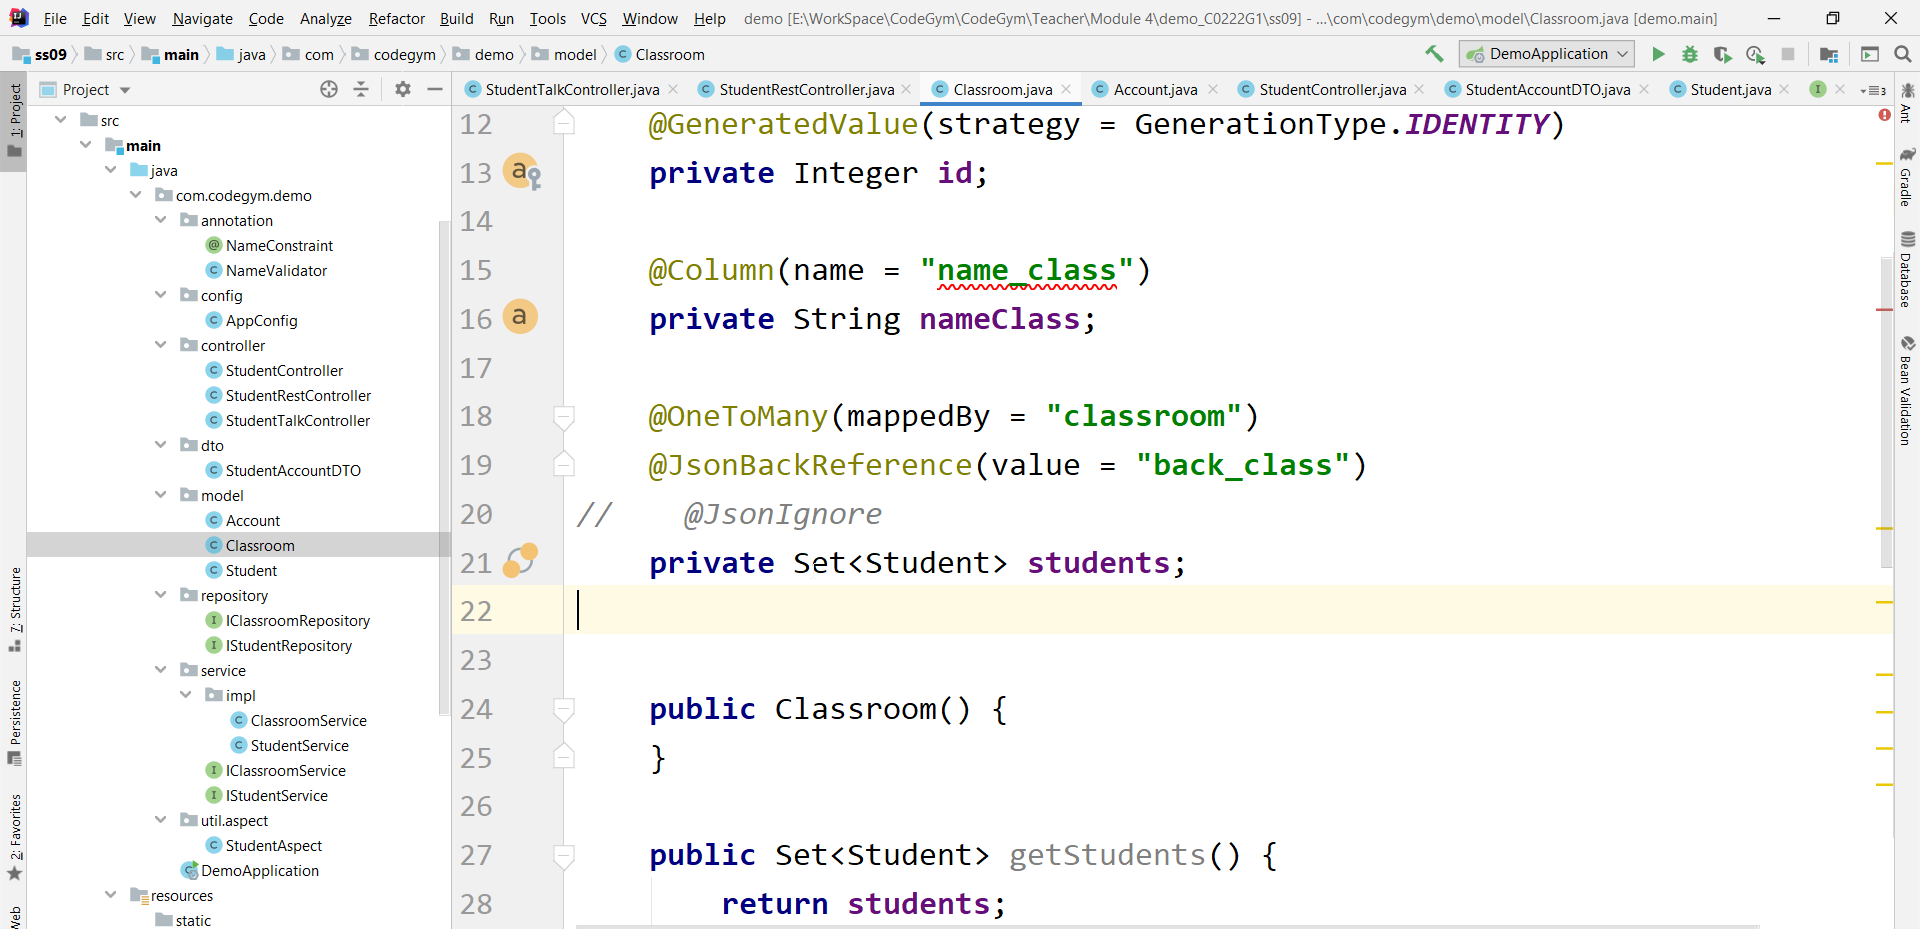 File Edit View Navigate Code Analyze Refactor Build Run Tools VCS Window Help demo [E:\WorkSpace\CodeGym\CodeGym\Teacher\Module 4\demo_C0222G1\ss09] - ...\com\codegym\demo\model\Classroom.java [demo.main]
ss09 src main java com codegym demo model Classroom DemoApplication
Project
StudentTalkController.java StudentRestController.java Classroom.java Account.java StudentController.java StudentAccountDTO.java Student.java 3
1: Project
7: Structure
Persistence
2: Favorites
Web
src
main
java
com.codegym.demo
annotation
NameConstraint
NameValidator
config
AppConfig
controller
StudentController
StudentRestController
StudentTalkController
dto
StudentAccountDTO
model
Account
Classroom
Student
repository
IClassroomRepository
IStudentRepository
service
impl
ClassroomService
StudentService
IClassroomService
IStudentService
util.aspect
StudentAspect
DemoApplication
resources
static
12 @GeneratedValue(strategy = GenerationType.IDENTITY)
13 private Integer id;
14
15 @Column(name = "name_class")
16 private String nameClass;
17
18 @OneToMany(mappedBy = "classroom")
19 @JsonBackReference(value = "back_class")
20 // @JsonIgnore
21 private Set<Student> students;
22
23
24 public Classroom() {
25 }
26
27 public Set<Student> getStudents() {
28 return students;
Ant
Gradle
Database
Bean Validation